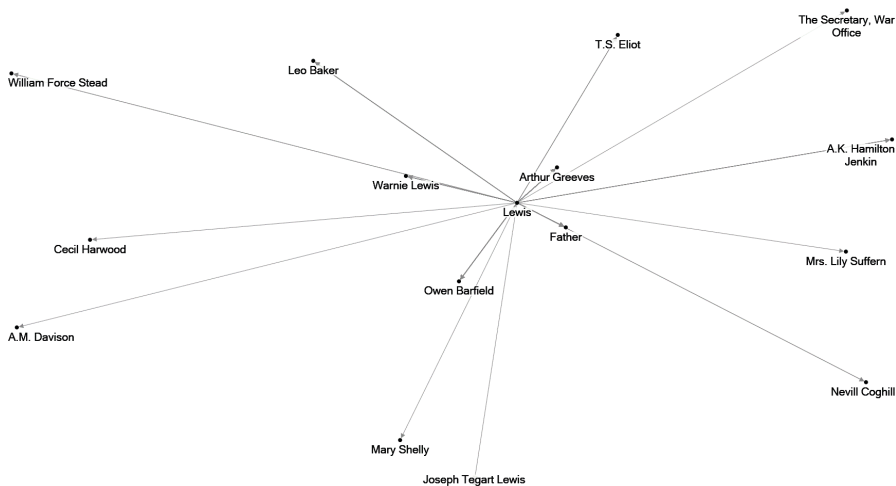 The Secretary, War
Office
T.S. Eliot
Leo Baker
William Force Stead
A.K. Hamilton
Jenkin
Arthur Greeves
Warnie Lewis
Lewis
Father
Cecil Harwood
Mrs. Lily Suffern
Owen Barfield
A.M. Davison
Nevill Coghill
Mary Shelly
Joseph Tegart Lewis